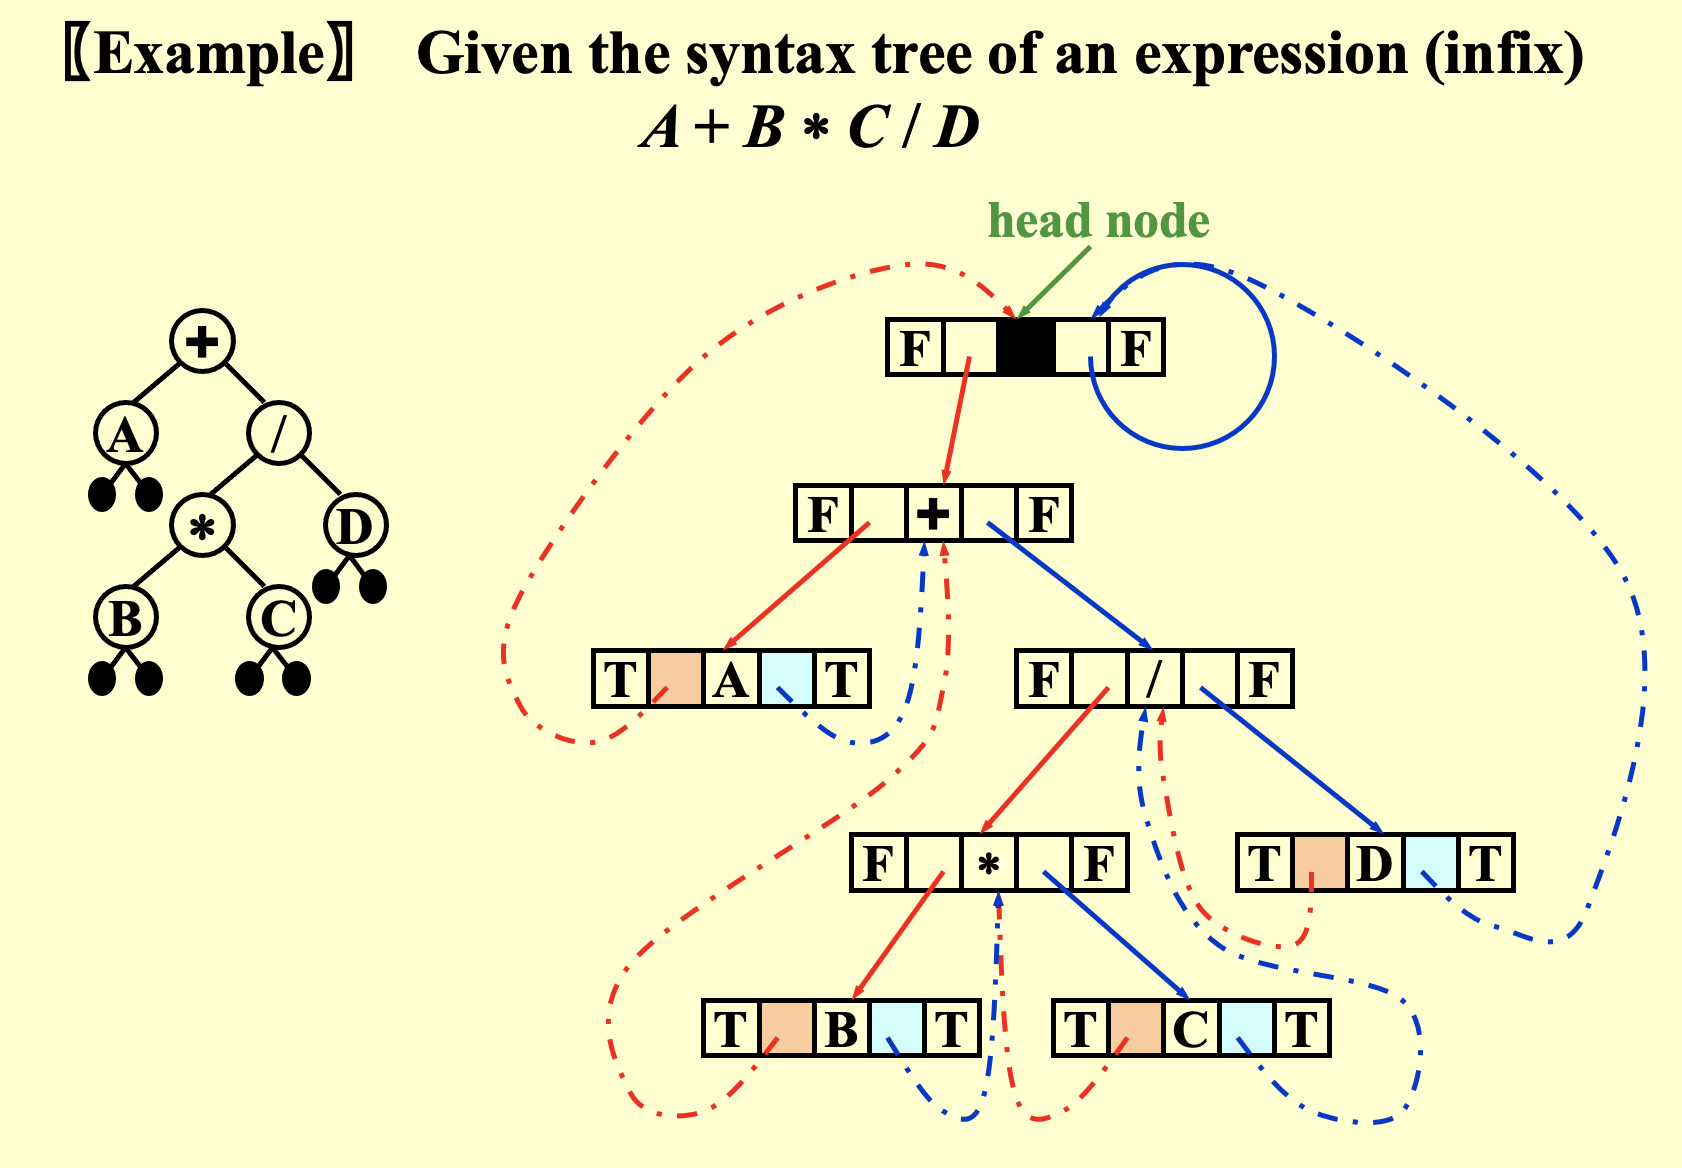 〖Example〗 Given the syntax tree of an expression (infix)
A + B * C / D
head node
F F
+
F + F
A /
T A T F / F
* D
F * F T D T
B C
T B T T C T